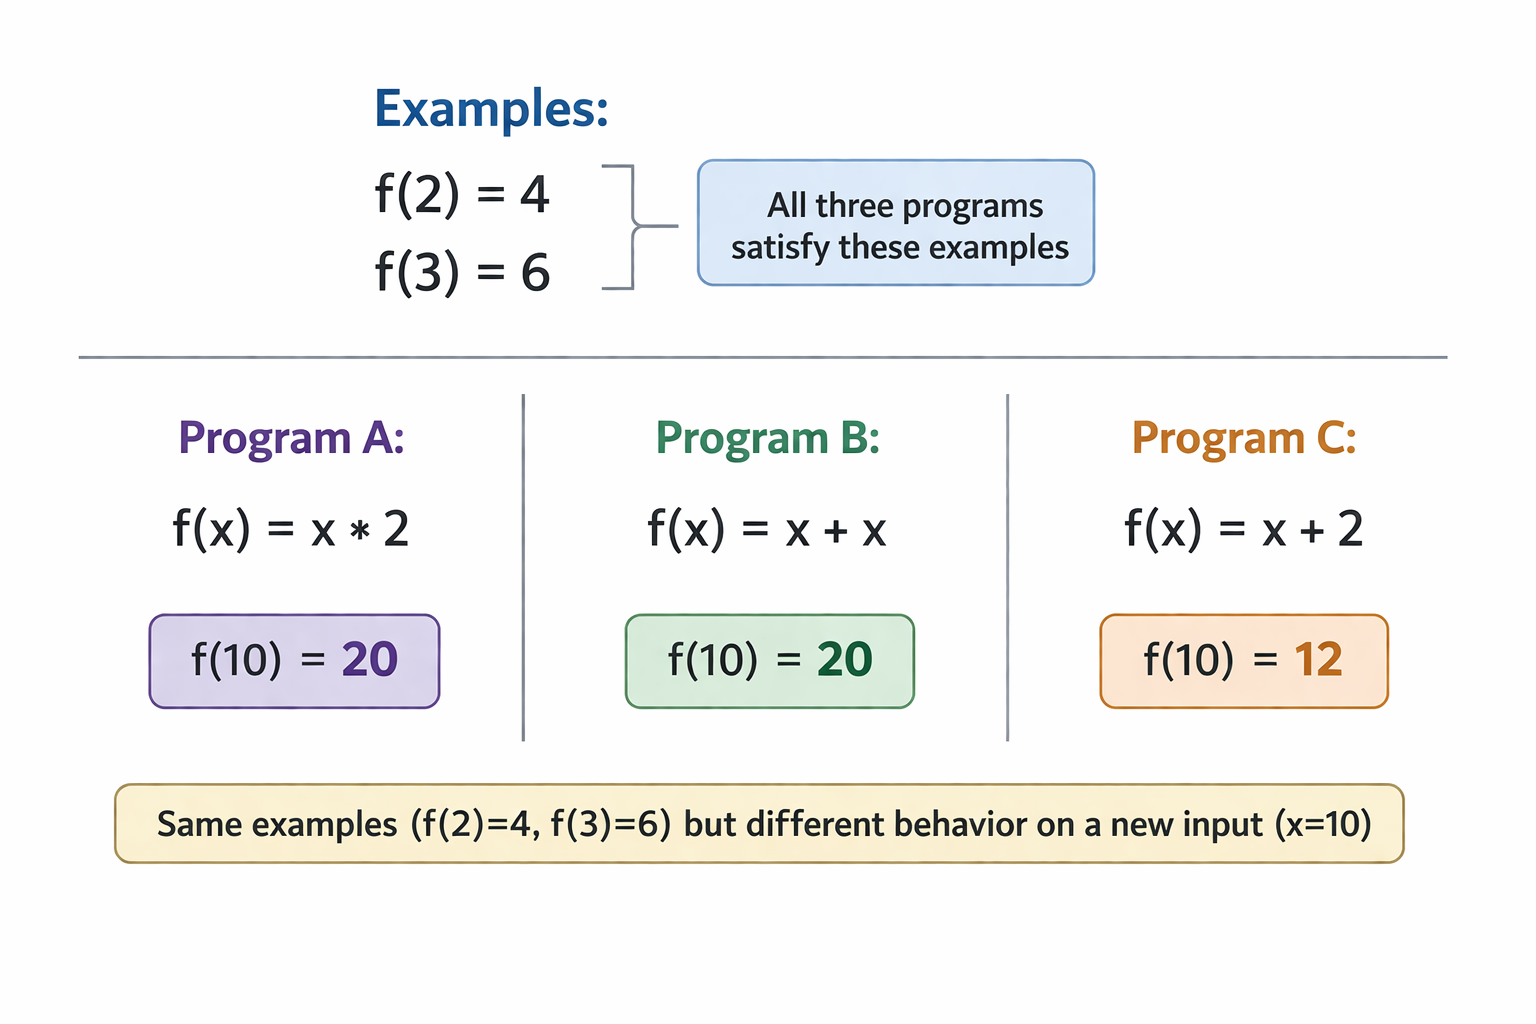 Examples:
f(2) = 4
f(3) = 6
All three programs
satisfy these examples
Program A:
f(x) = x * 2
f(10) = 20
Program B:
f(x) = x + x
f(10) = 20
Program C:
f(x) = x + 2
f(10) = 12
Same examples (f(2)=4, f(3)=6) but different behavior on a new input (x=10)